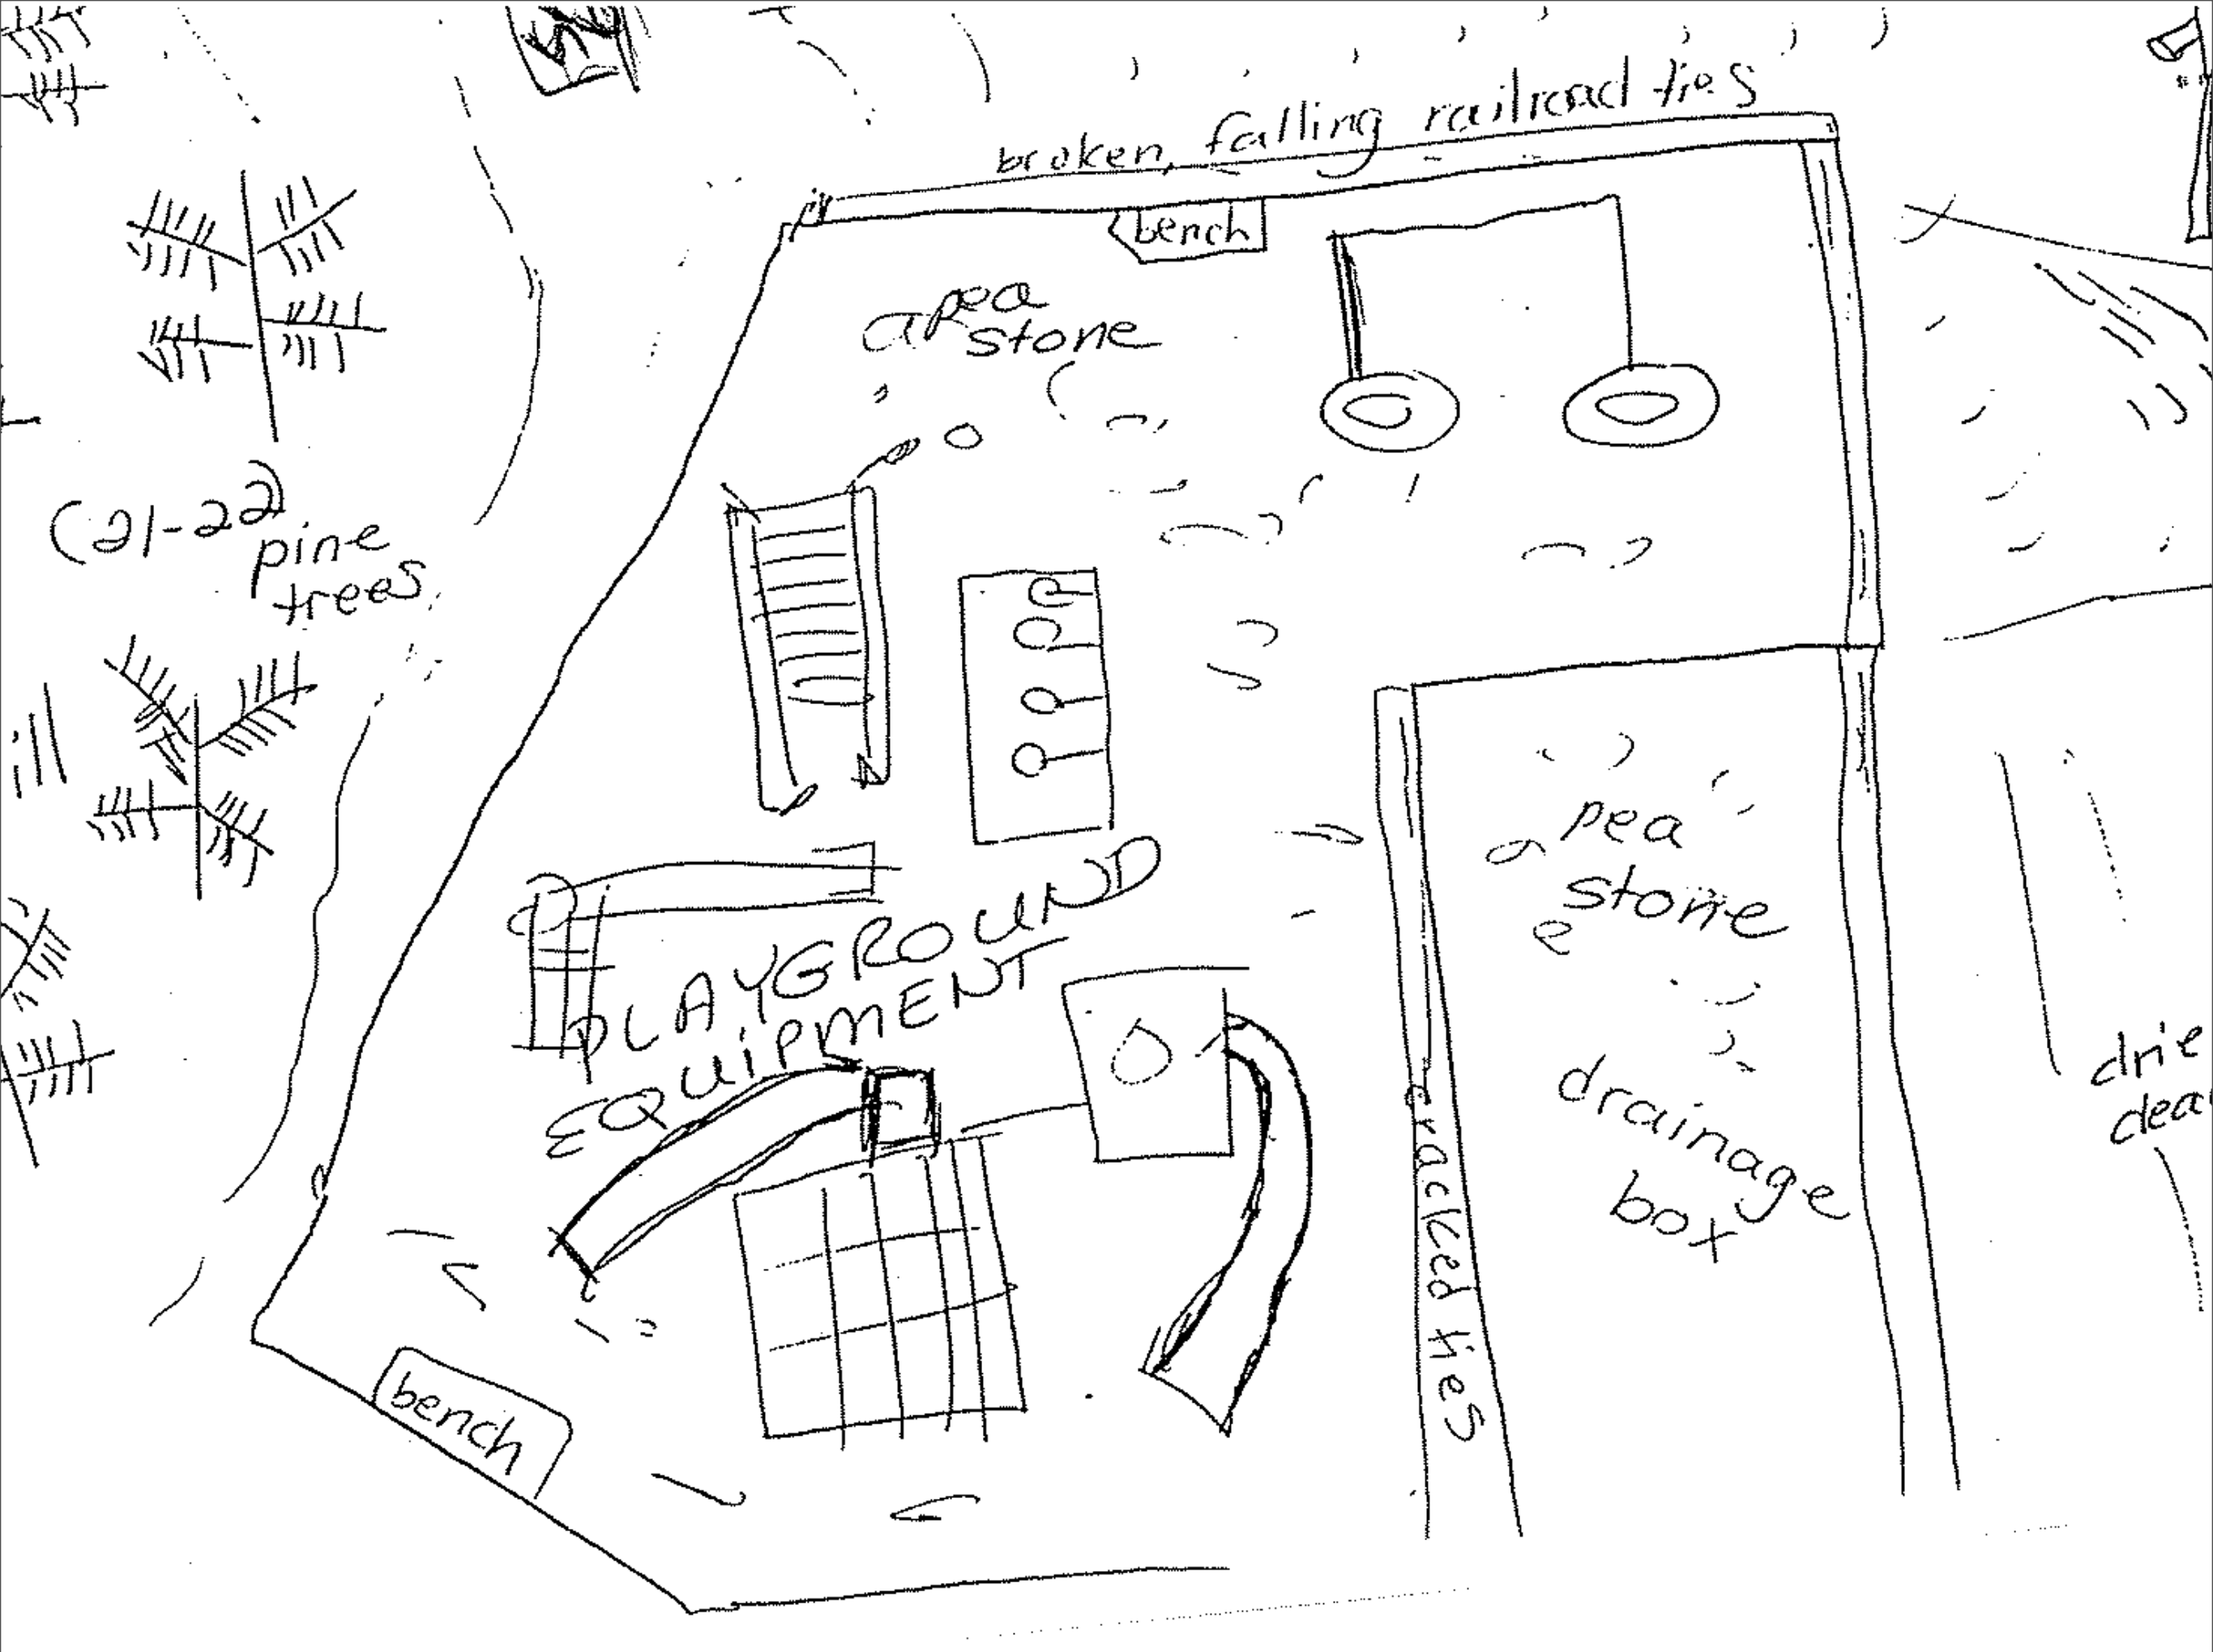 broken, falling railroad ties
bench
pea
stone
(21-22
pine
trees
PLAYGROUND
EQUIPMENT
pea
stone
drainage
box
cracked ties
drie
dea
bench